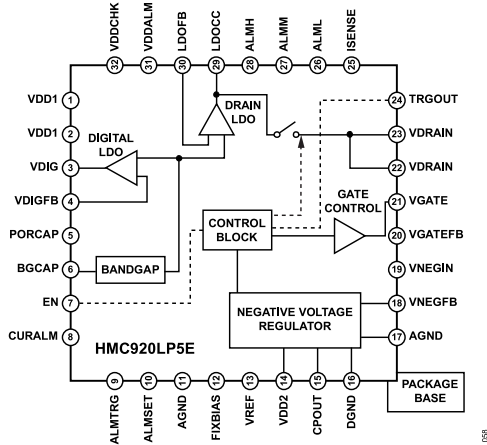 32 VDDCHK
31 VDDALM
30 LDOFB
29 LDOCC
28 ALMH
27 ALMM
26 ALML
25 ISENSE
VDD1 1
VDD1 2
VDIG 3
VDIGFB 4
PORCAP 5
BGCAP 6
EN 7
CURALM 8
DIGITAL
LDO
DRAIN
LDO
BANDGAP
CONTROL
BLOCK
GATE
CONTROL
NEGATIVE VOLTAGE
REGULATOR
HMC920LP5E
24 TRGOUT
23 VDRAIN
22 VDRAIN
21 VGATE
20 VGATEFB
19 VNEGIN
18 VNEGFB
17 AGND
PACKAGE
BASE
9 ALMTRG
10 ALMSET
11 AGND
12 FIXBIAS
13 VREF
14 VDD2
15 CPOUT
16 DGND